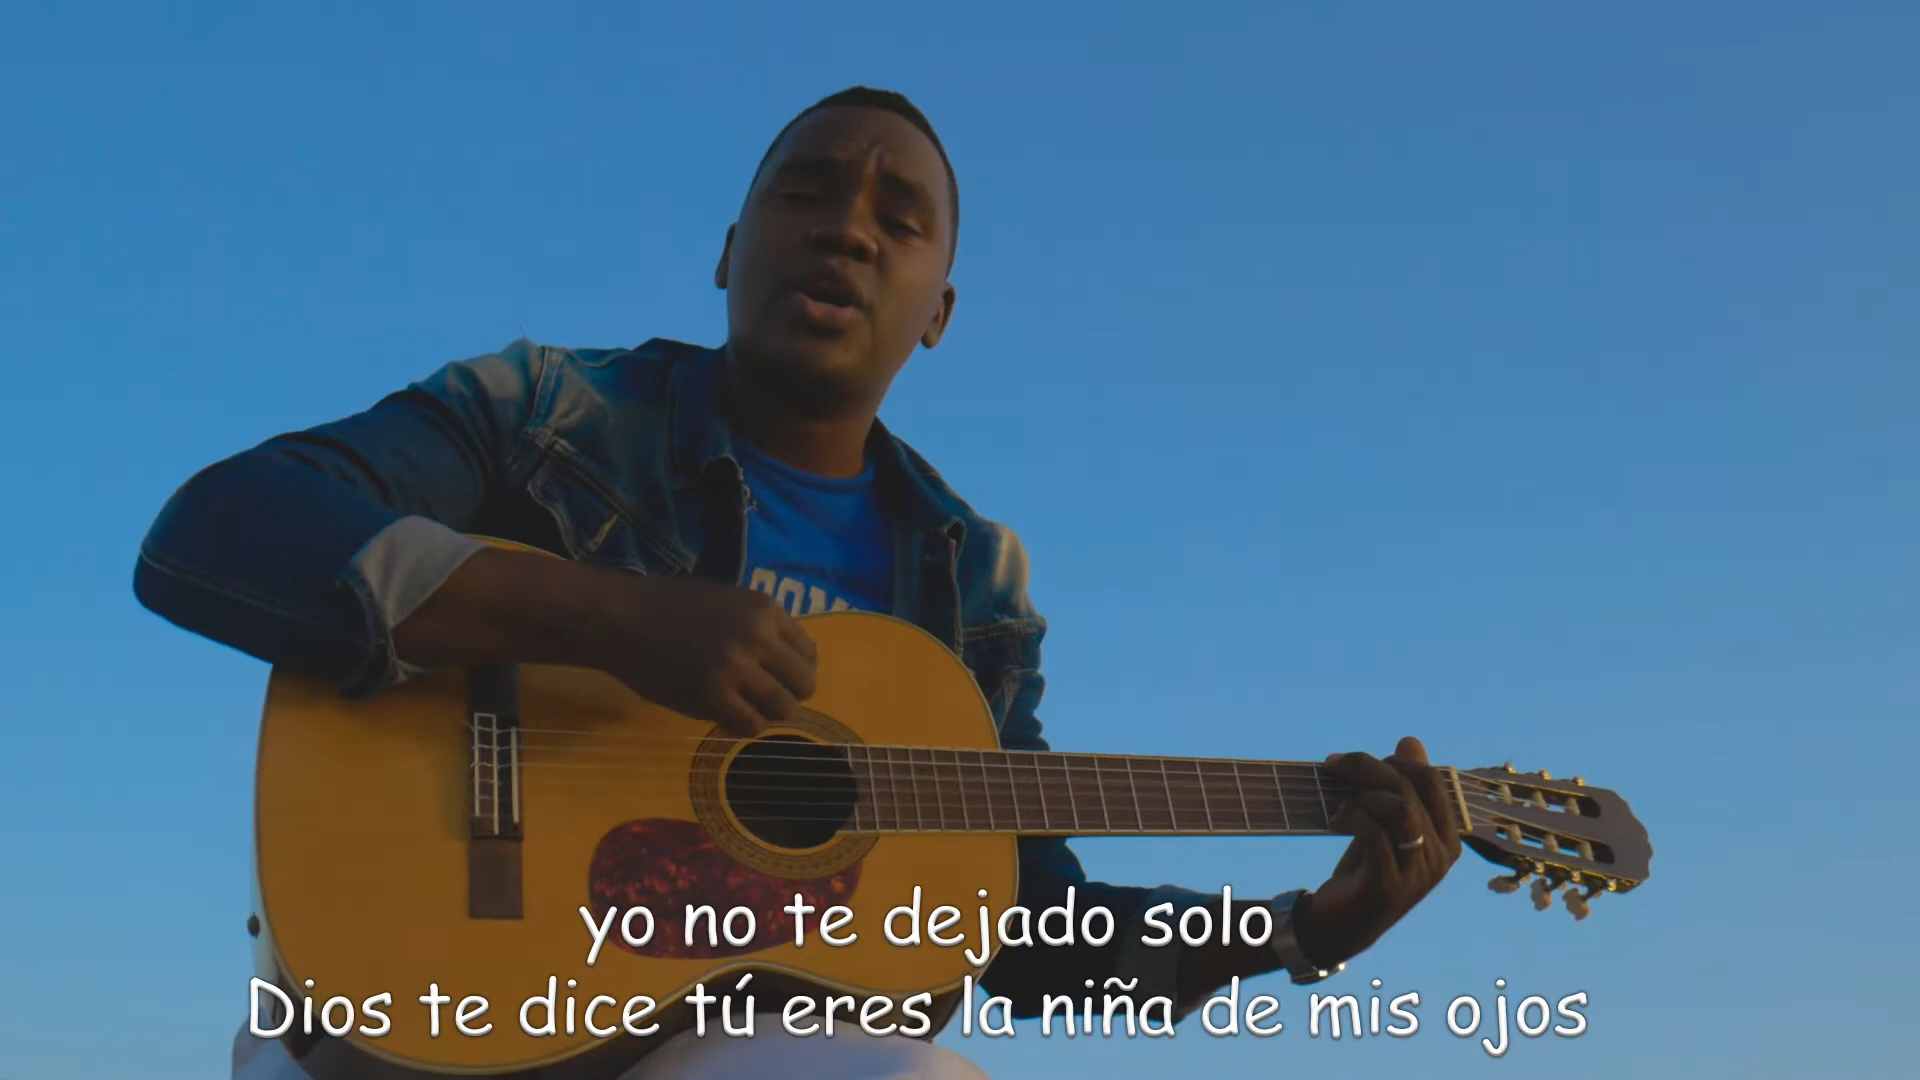 yo no te dejado solo
Dios te dice tú eres la niña de mis ojos